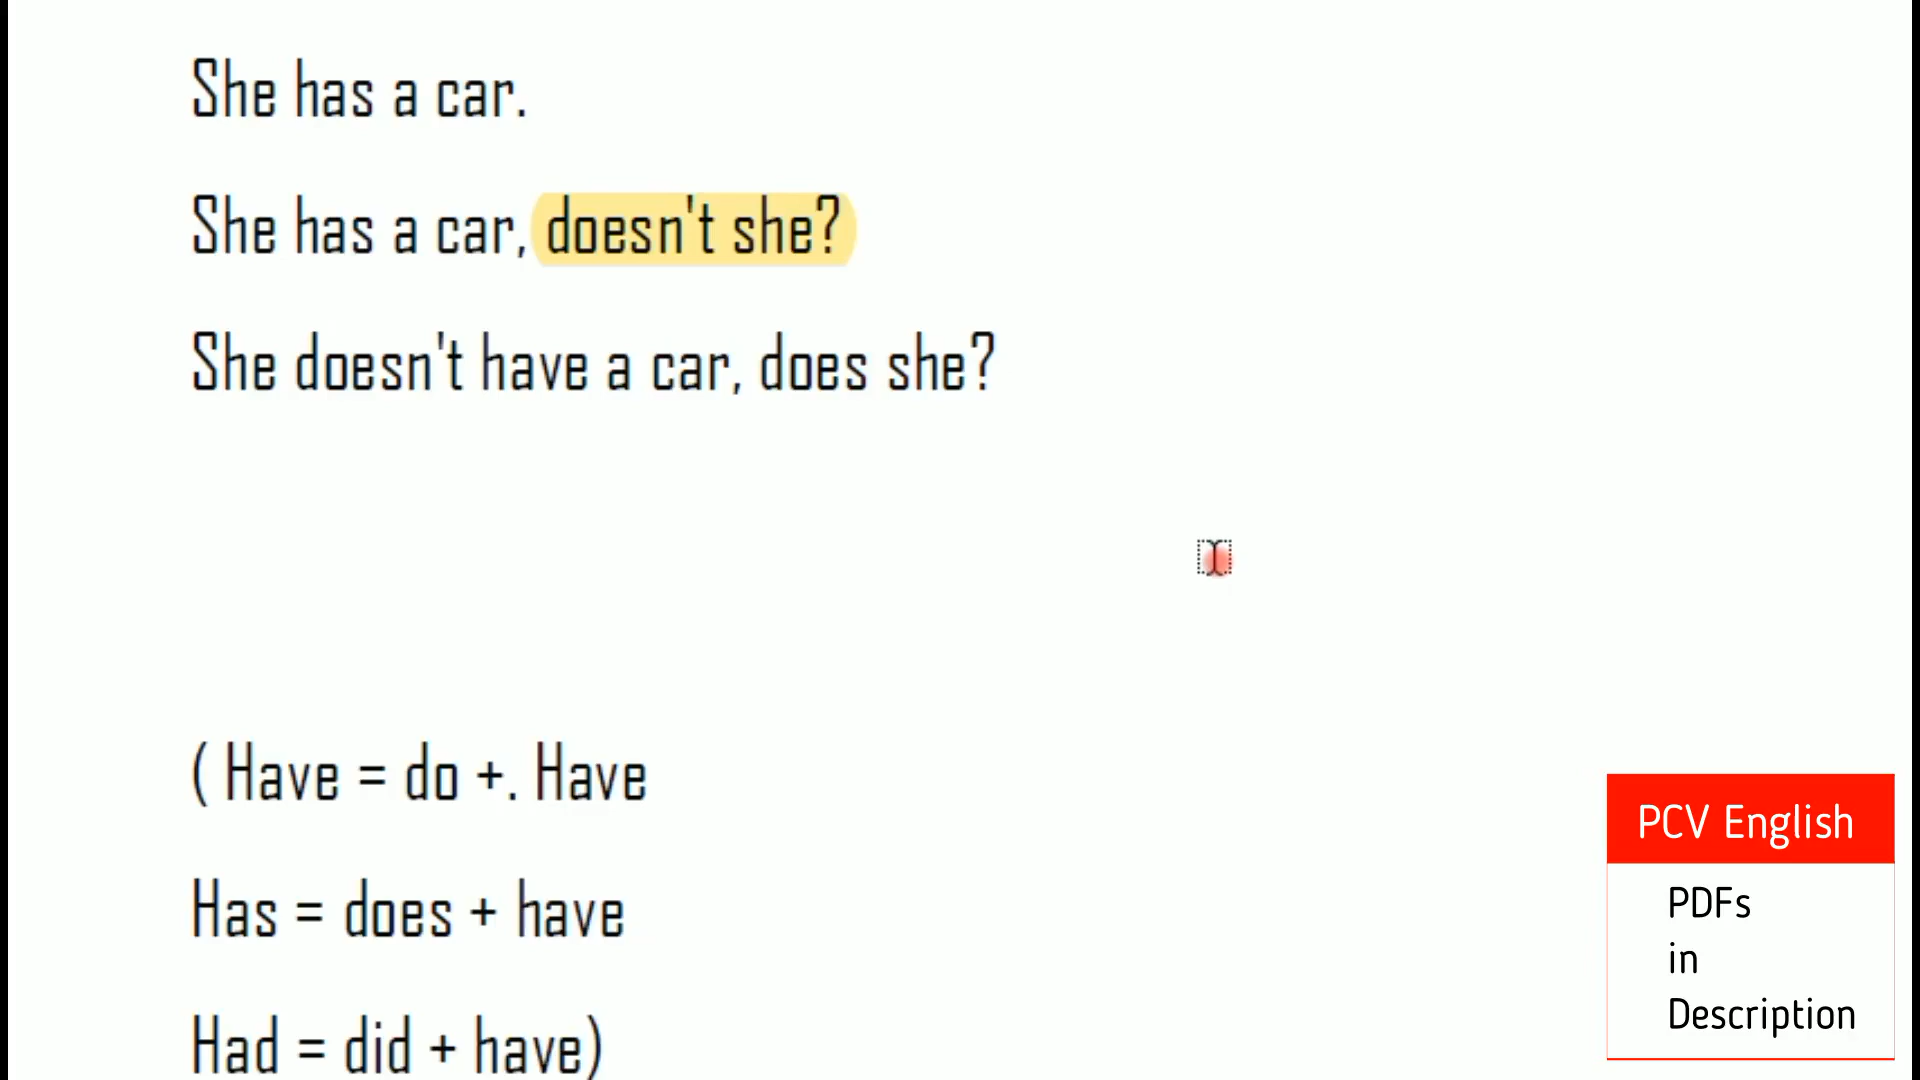 She has a car.
She has a car, doesn't she?
She doesn't have a car, does she?
( Have = do +. Have
Has = does + have
Had = did + have)
PCV English
PDFs
in
Description